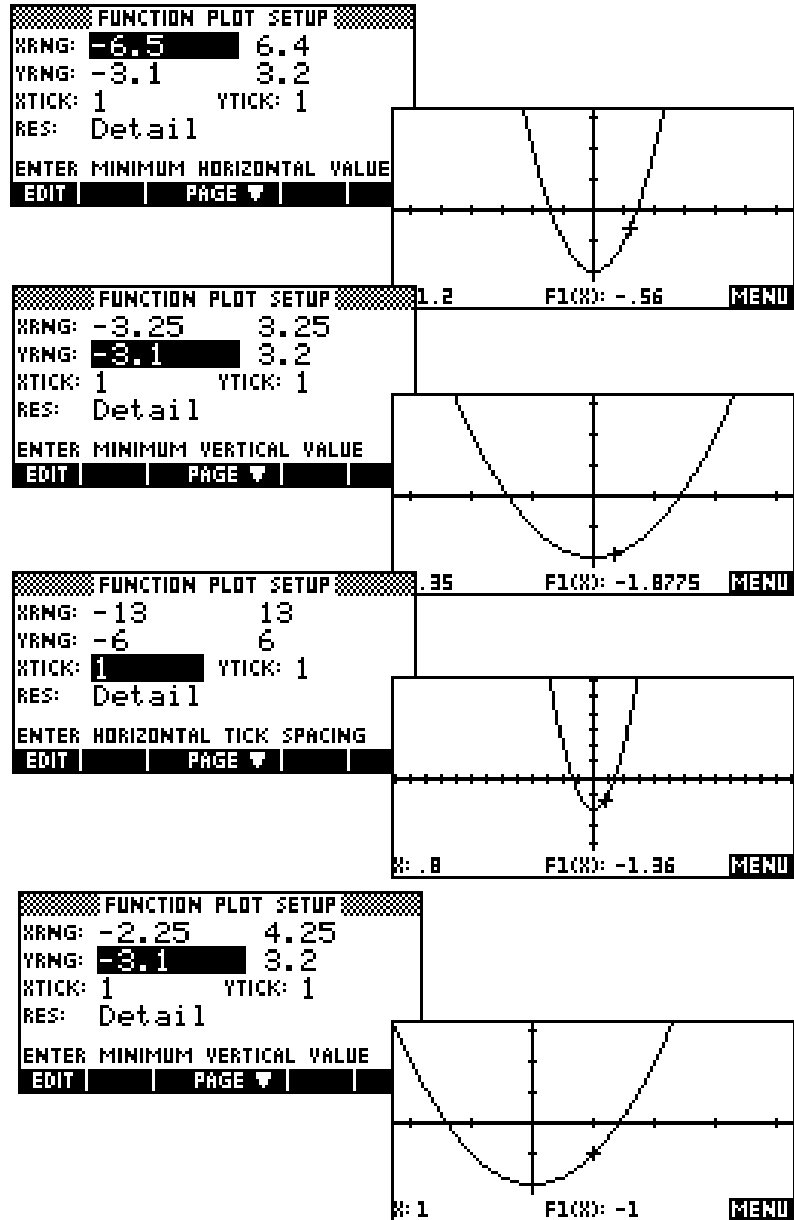 FUNCTION PLOT SETUP
XRNG: -6.5 6.4
YRNG: -3.1 3.2
XTICK: 1 YTICK: 1
RES: Detail
ENTER MINIMUM HORIZONTAL VALUE
EDIT PAGE ▼
1.2 F1(X): -.56 MENU
FUNCTION PLOT SETUP
XRNG: -3.25 3.25
YRNG: -3.1 3.2
XTICK: 1 YTICK: 1
RES: Detail
ENTER MINIMUM VERTICAL VALUE
EDIT PAGE ▼
.35 F1(X): -1.8775 MENU
FUNCTION PLOT SETUP
XRNG: -13 13
YRNG: -6 6
XTICK: 1 YTICK: 1
RES: Detail
ENTER HORIZONTAL TICK SPACING
EDIT PAGE ▼
X: .8 F1(X): -1.36 MENU
FUNCTION PLOT SETUP
XRNG: -2.25 4.25
YRNG: -3.1 3.2
XTICK: 1 YTICK: 1
RES: Detail
ENTER MINIMUM VERTICAL VALUE
EDIT PAGE ▼
X: 1 F1(X): -1 MENU